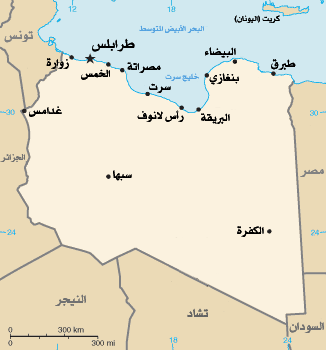 كريت (اليونان)
البحر الأبيض المتوسط
تونس
طرابلس
زوارة
الخمس
مصراتة
البيضاء
طبرق
بنغازي
خليج سرت
سرت
رأس لانوف
البريقة
غدامس
30
30
الجزائر
مصر
سبها
الكفرة
24
24
النيجر
تشاد
السودان
0
300 km
0
300 mi
12
18
24